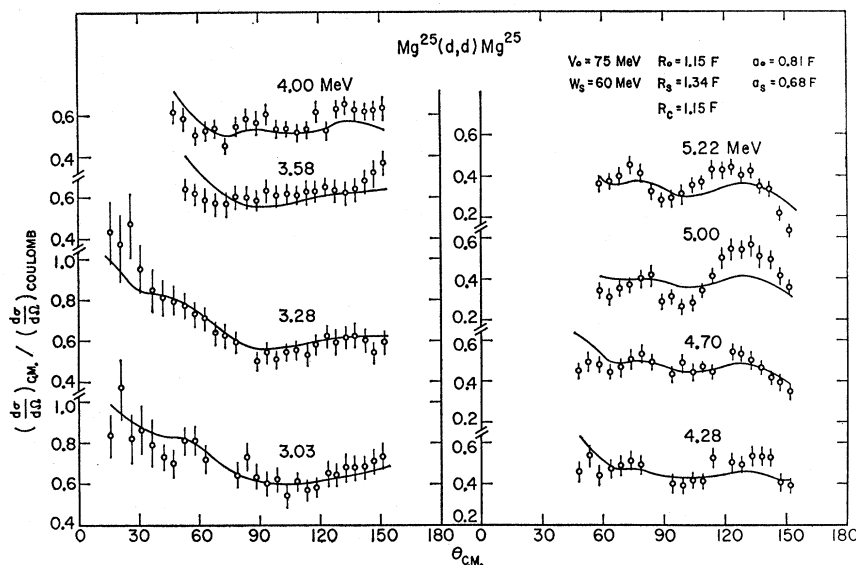 Mg²⁵(d,d)Mg²⁵
V₀ = 75 MeV R₀ = 1.15 F a₀ = 0.81 F
Wₛ = 60 MeV Rₛ = 1.34 F aₛ = 0.68 F
R_C = 1.15 F
(dσ/dΩ)C.M. / (dσ/dΩ)COULOMB
4.00 MeV
0.6
0.4
3.58
0.6
0.4
1.0
0.8
3.28
0.6
0.4
1.0
0.8
3.03
0.6
0.4
0 30 60 90 120 150 180
0.6
0.4
5.22 MeV
0.2
0.4
5.00
0.2
0.6
4.70
0.4
0.2
0.6
4.28
0.4
0.2
0 30 60 90 120 150 180
θC.M.